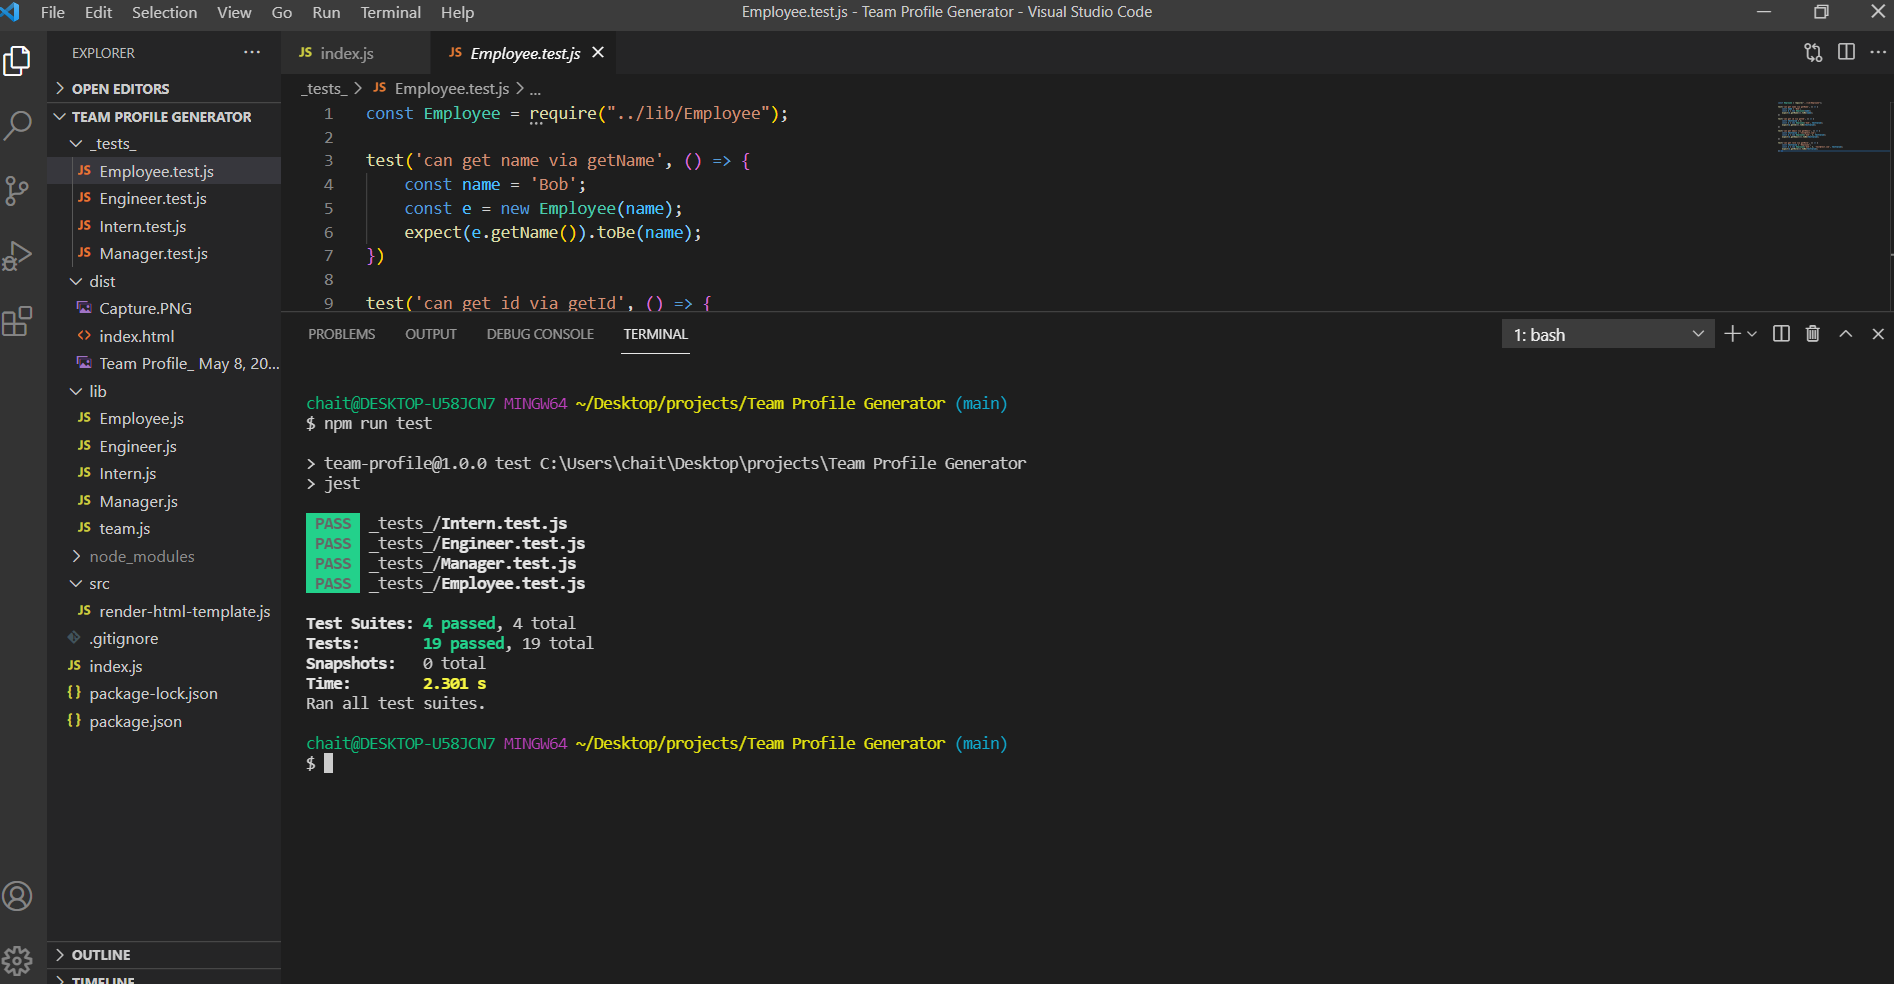 File Edit Selection View Go Run Terminal Help
Employee.test.js - Team Profile Generator - Visual Studio Code
EXPLORER
OPEN EDITORS
TEAM PROFILE GENERATOR
_tests_
JS Employee.test.js
JS Engineer.test.js
JS Intern.test.js
JS Manager.test.js
dist
Capture.PNG
<> index.html
Team Profile_ May 8, 20...
lib
JS Employee.js
JS Engineer.js
JS Intern.js
JS Manager.js
JS team.js
node_modules
src
JS render-html-template.js
.gitignore
JS index.js
{} package-lock.json
{} package.json
OUTLINE
TIMELINE
JS index.js
JS Employee.test.js
_tests_ > JS Employee.test.js > ...
1 const Employee = require("../lib/Employee");
2
3 test('can get name via getName', () => {
4 const name = 'Bob';
5 const e = new Employee(name);
6 expect(e.getName()).toBe(name);
7 })
8
9 test('can get id via getId', () => {
PROBLEMS OUTPUT DEBUG CONSOLE TERMINAL
1: bash
chait@DESKTOP-U58JCN7 MINGW64 ~/Desktop/projects/Team Profile Generator (main)
$ npm run test
> team-profile@1.0.0 test C:\Users\chait\Desktop\projects\Team Profile Generator
> jest
PASS _tests_/Intern.test.js
PASS _tests_/Engineer.test.js
PASS _tests_/Manager.test.js
PASS _tests_/Employee.test.js
Test Suites: 4 passed, 4 total
Tests: 19 passed, 19 total
Snapshots: 0 total
Time: 2.301 s
Ran all test suites.
chait@DESKTOP-U58JCN7 MINGW64 ~/Desktop/projects/Team Profile Generator (main)
$